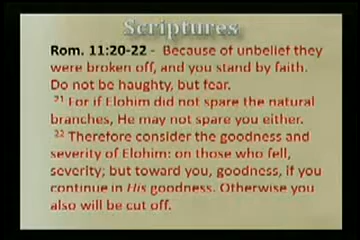 Scriptures
Rom. 11:20-22 - Because of unbelief they
were broken off, and you stand by faith.
Do not be haughty, but fear.
21 For if Elohim did not spare the natural
branches, He may not spare you either.
22 Therefore consider the goodness and
severity of Elohim: on those who fell,
severity; but toward you, goodness, if you
continue in His goodness. Otherwise you
also will be cut off.